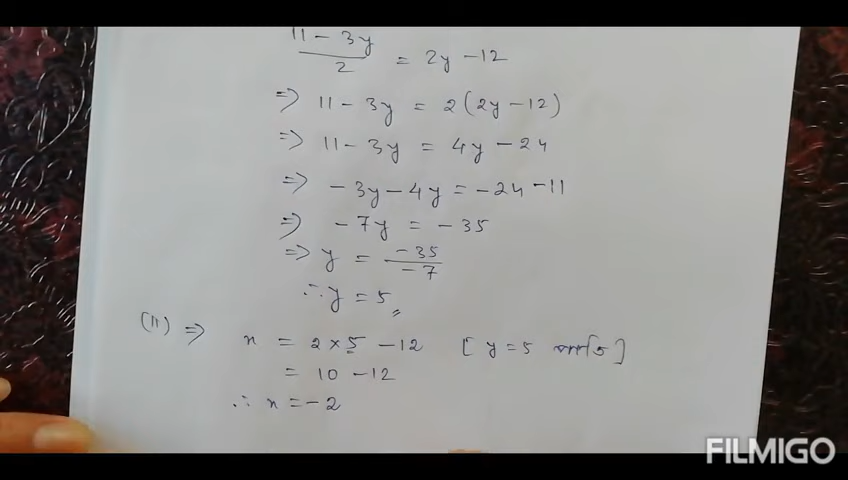 11 - 3y / 2 = 2y - 12
⇒ 11 - 3y = 2(2y - 12)
⇒ 11 - 3y = 4y - 24
⇒ -3y - 4y = -24 - 11
⇒ -7y = -35
⇒ y = -35 / -7
∴ y = 5
(II) ⇒ x = 2 × 5 - 12 [ y = 5 ]
= 10 - 12
∴ x = -2
FILMIGO